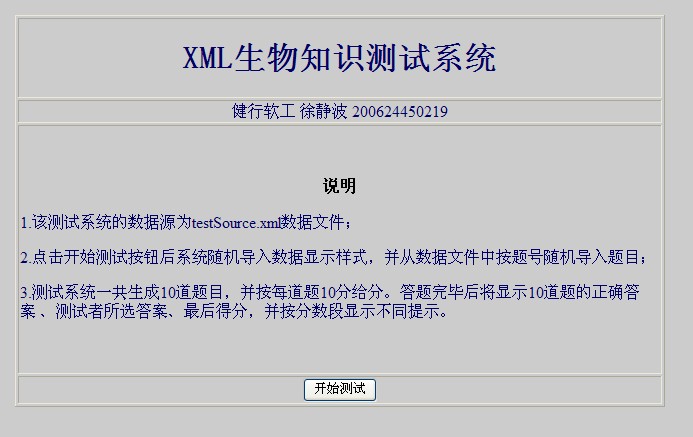 XML生物知识测试系统
健行软工 徐静波 200624450219
说明
1.该测试系统的数据源为testSource.xml数据文件；
2.点击开始测试按钮后系统随机导入数据显示样式，并从数据文件中按题号随机导入题目；
3.测试系统一共生成10道题目，并按每道题10分给分。答题完毕后将显示10道题的正确答
案 、测试者所选答案、最后得分，并按分数段显示不同提示。
开始测试